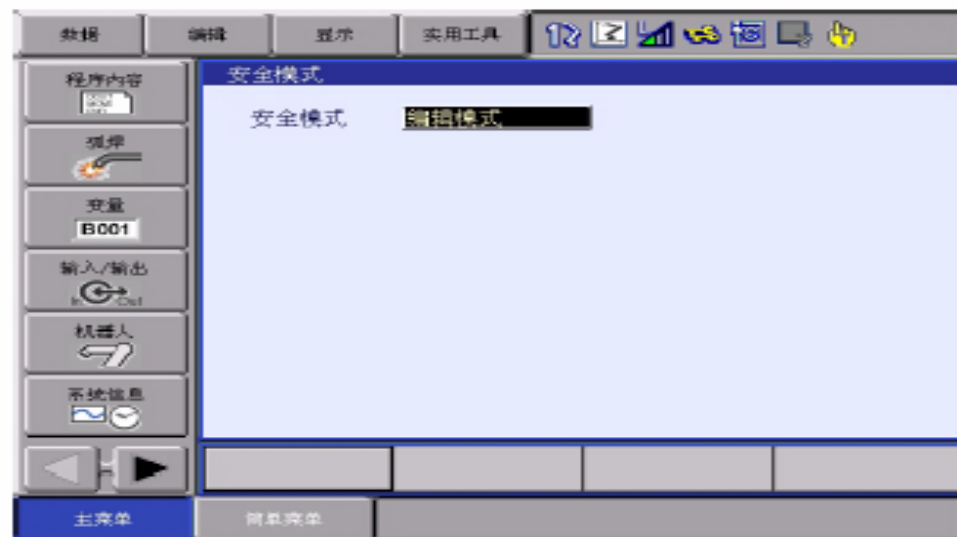 数据 编辑 显示 实用工具
程序内容
弧焊
变量
B001
输入/输出
In Out
机器人
系统信息
安全模式
安全模式 编辑模式
主菜单 简单菜单